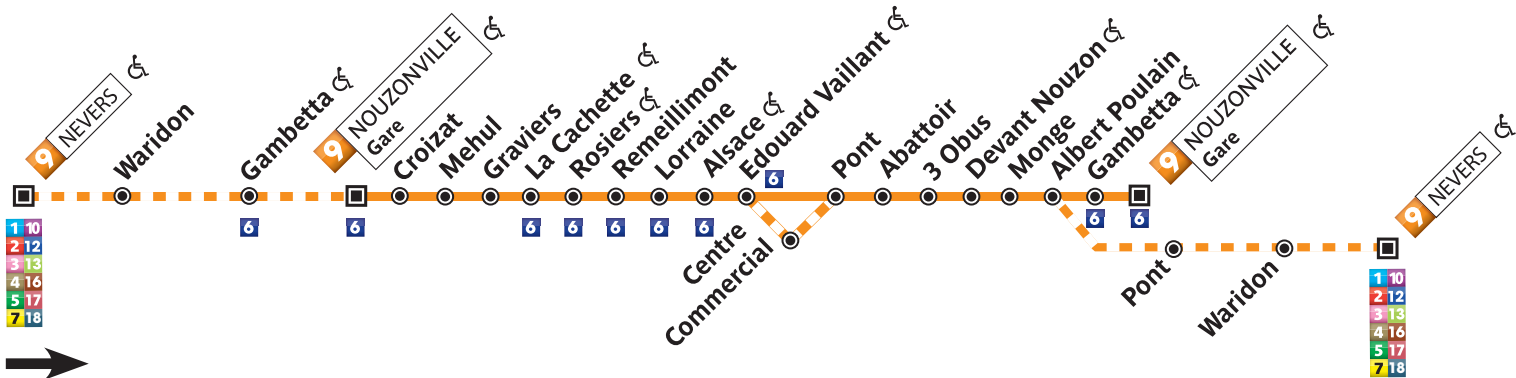 9 NEVERS
Waridon
Gambetta
9 NOUZONVILLE
Gare
Croizat
Mehul
Graviers
La Cachette
Rosiers
Remeillimont
Lorraine
Alsace
Edouard Vaillant
Centre
Commercial
Pont
Abattoir
3 Obus
Devant Nouzon
Monge
Albert Poulain
Gambetta
9 NOUZONVILLE
Gare
Pont
Waridon
9 NEVERS
6
6
6
6
6
6
6
6
6
6
1 10
2 12
3 13
4 16
5 17
7 18
1 10
2 12
3 13
4 16
5 17
7 18